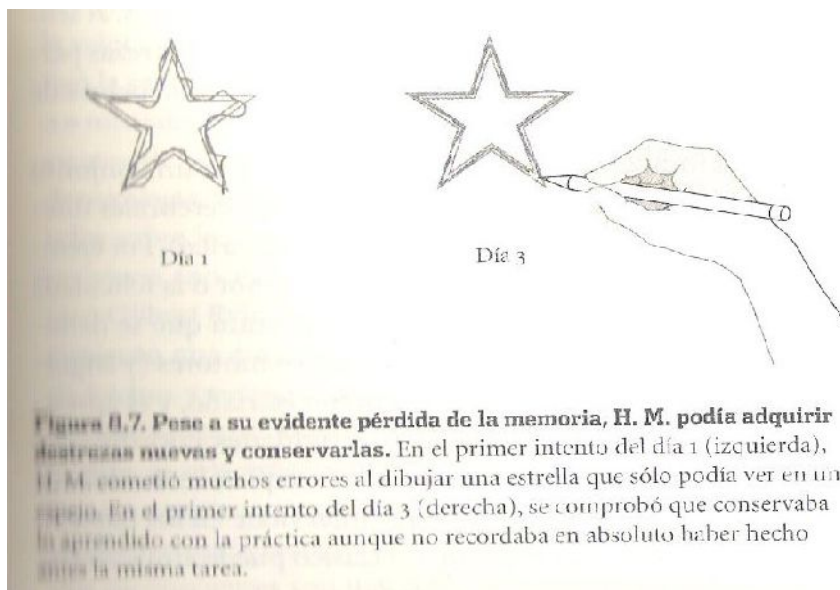 Día 1
Día 3
Figura 8.7. Pese a su evidente pérdida de la memoria, H. M. podía adquirir
destrezas nuevas y conservarlas. En el primer intento del día 1 (izquierda),
H. M. cometió muchos errores al dibujar una estrella que sólo podía ver en un
espejo. En el primer intento del día 3 (derecha), se comprobó que conservaba
lo aprendido con la práctica aunque no recordaba en absoluto haber hecho
antes la misma tarea.